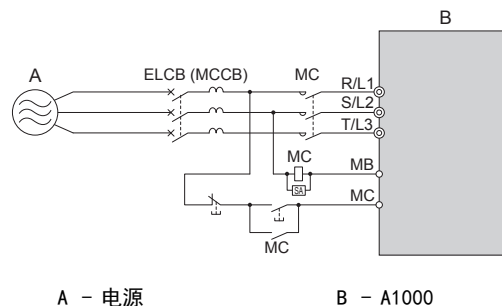 B
A
ELCB (MCCB)
MC
R/L1
S/L2
T/L3
MC
MB
SA
MC
MC
A - 电源
B - A1000